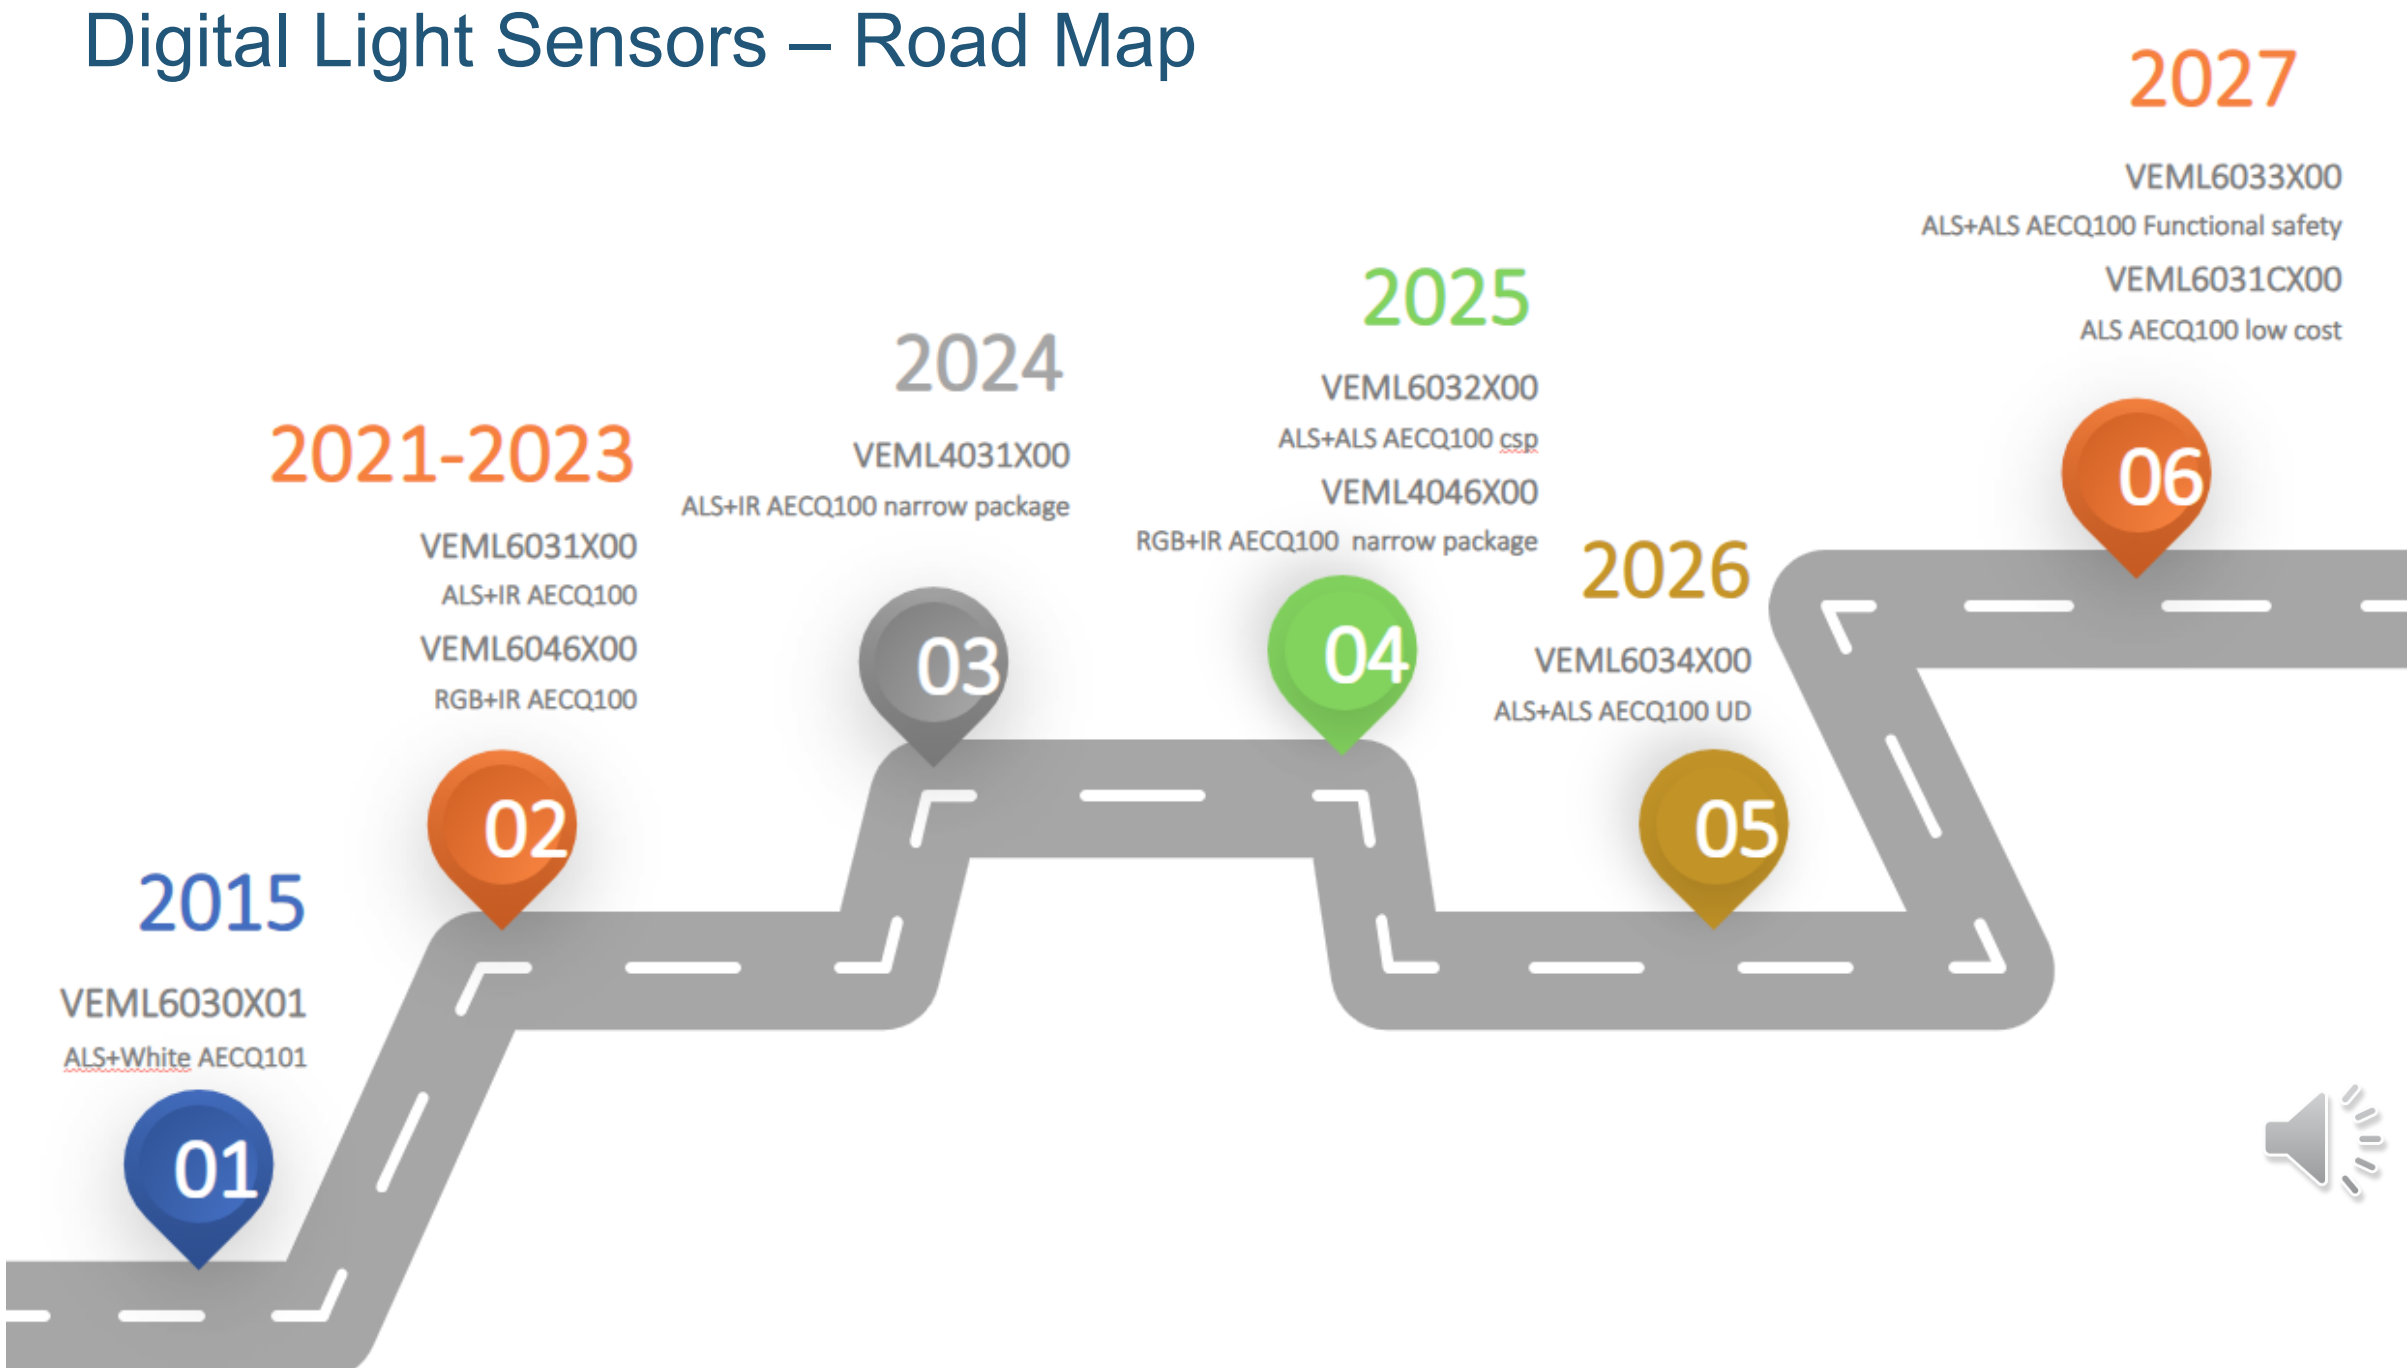 Digital Light Sensors – Road Map
2015
VEML6030X01
ALS+White AECQ101
01
2021-2023
VEML6031X00
ALS+IR AECQ100
VEML6046X00
RGB+IR AECQ100
02
2024
VEML4031X00
ALS+IR AECQ100 narrow package
03
2025
VEML6032X00
ALS+ALS AECQ100 csp
VEML4046X00
RGB+IR AECQ100 narrow package
04
2026
VEML6034X00
ALS+ALS AECQ100 UD
05
2027
VEML6033X00
ALS+ALS AECQ100 Functional safety
VEML6031CX00
ALS AECQ100 low cost
06